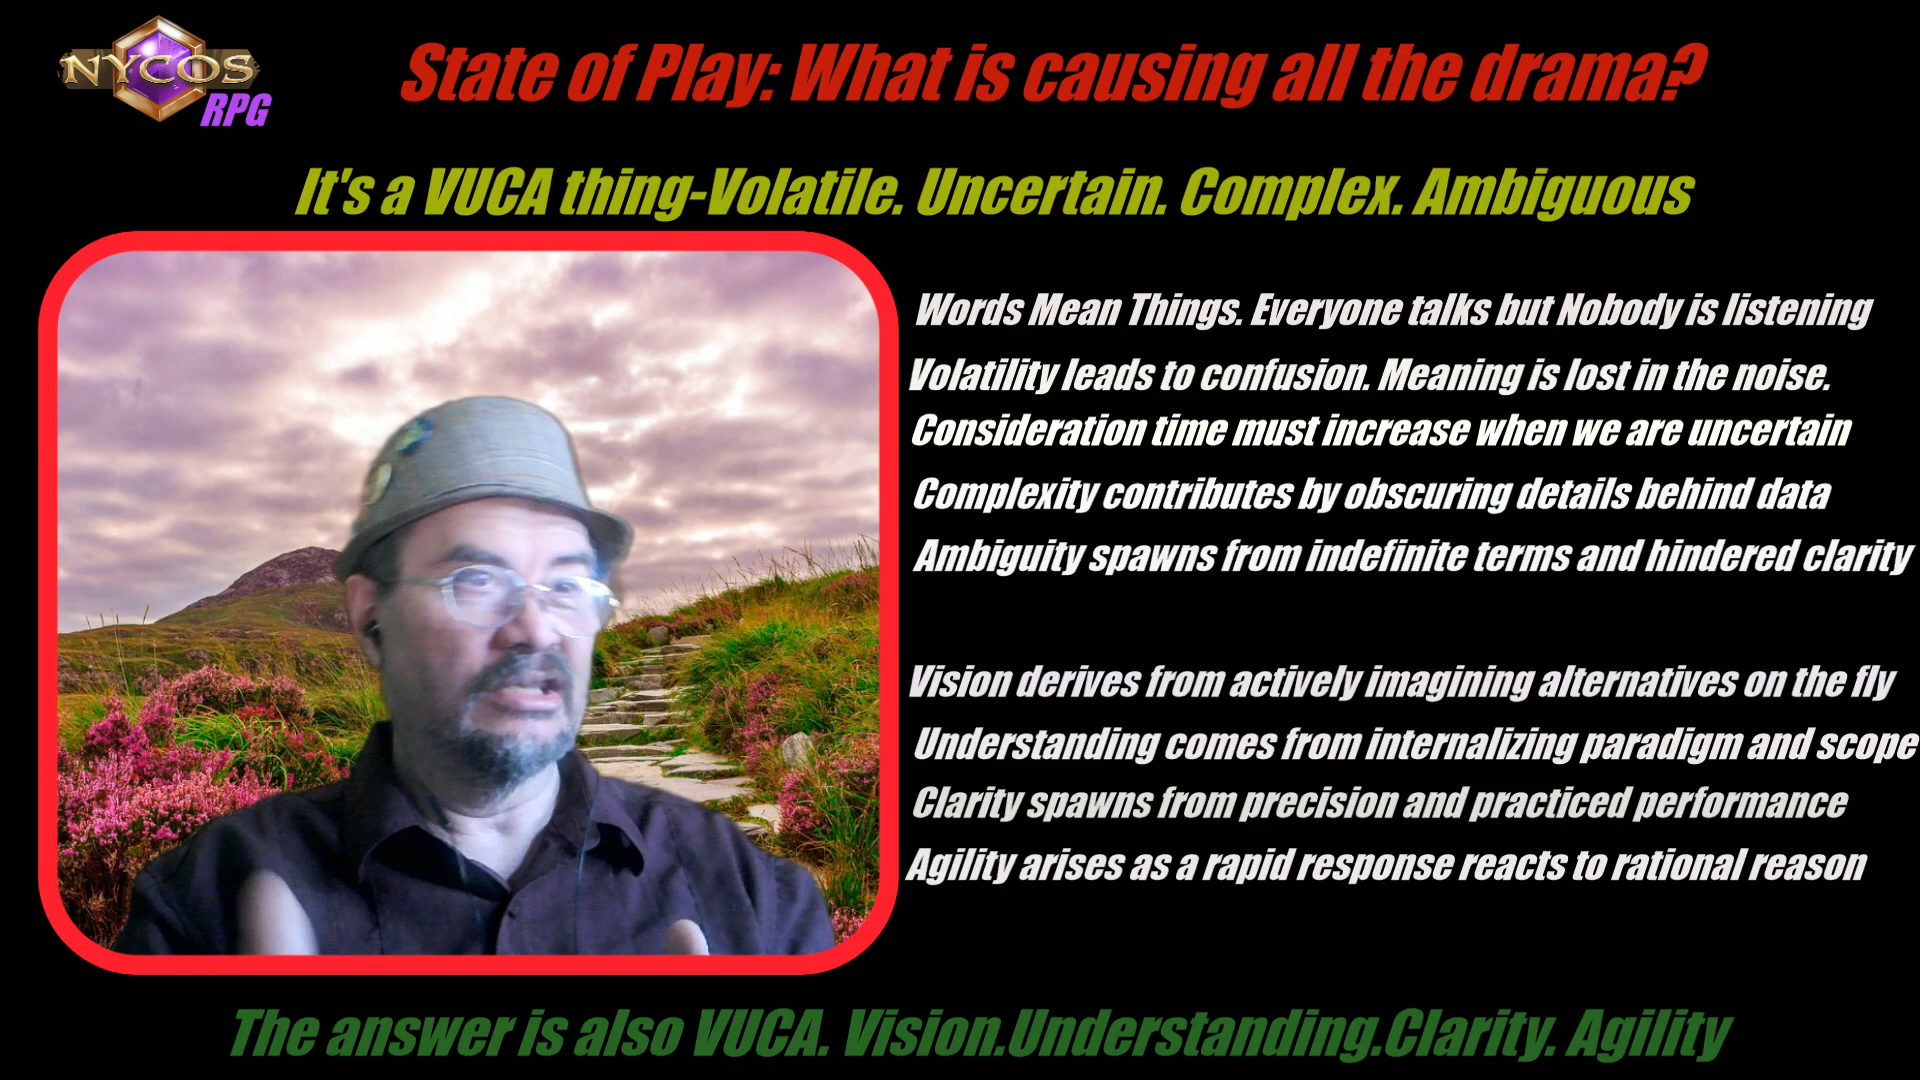 NYCOS
RPG
State of Play: What is causing all the drama?
It's a VUCA thing-Volatile. Uncertain. Complex. Ambiguous
Words Mean Things. Everyone talks but Nobody is listening
Volatility leads to confusion. Meaning is lost in the noise.
Consideration time must increase when we are uncertain
Complexity contributes by obscuring details behind data
Ambiguity spawns from indefinite terms and hindered clarity
Vision derives from actively imagining alternatives on the fly
Understanding comes from internalizing paradigm and scope
Clarity spawns from precision and practiced performance
Agility arises as a rapid response reacts to rational reason
The answer is also VUCA. Vision.Understanding.Clarity. Agility